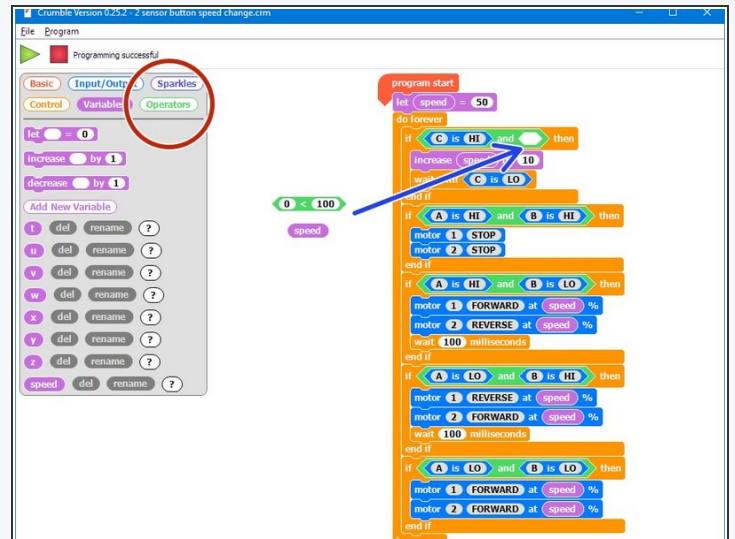 Crumble Version 0.25.2 - 2 sensor button speed change.crm
File Program
Programming successful
Basic Input/Output Sparkles
Control Variables Operators
let = 0
increase by 1
decrease by 1
Add New Variable
t del rename ?
u del rename ?
v del rename ?
w del rename ?
x del rename ?
y del rename ?
z del rename ?
speed del rename ?
0 < 100
speed
program start
let speed = 50
do forever
if C is HI and then
increase speed 10
wait until C is LO
end if
if A is HI and B is HI then
motor 1 STOP
motor 2 STOP
end if
if A is HI and B is LO then
motor 1 FORWARD at speed %
motor 2 REVERSE at speed %
wait 100 milliseconds
end if
if A is LO and B is HI then
motor 1 REVERSE at speed %
motor 2 FORWARD at speed %
wait 100 milliseconds
end if
if A is LO and B is LO then
motor 1 FORWARD at speed %
motor 2 FORWARD at speed %
end if